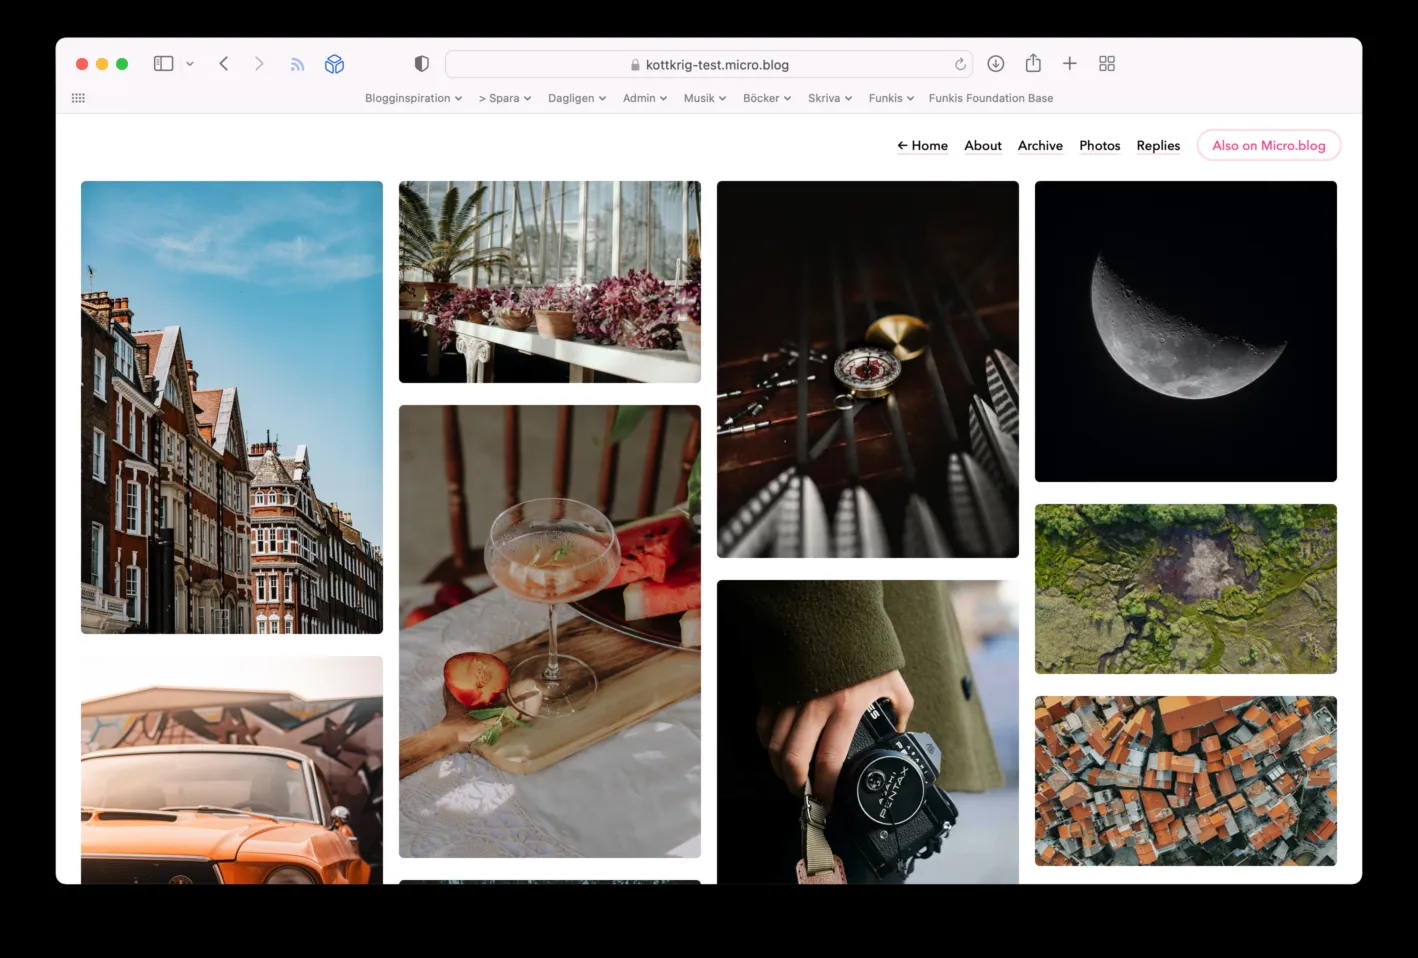 kottkrig-test.micro.blog
Blogginspiration
> Spara
Dagligen
Admin
Musik
Böcker
Skriva
Funkis
Funkis Foundation Base
← Home
About
Archive
Photos
Replies
Also on Micro.blog
ASAHI
PENTAX